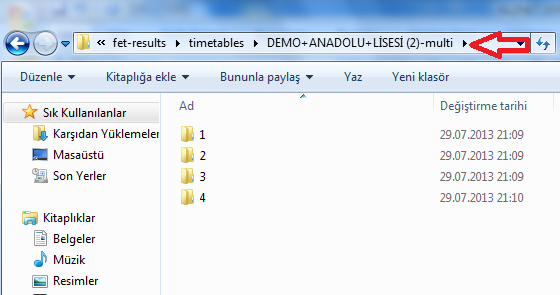 « fet-results ▸ timetables ▸ DEMO+ANADOLU+LİSESİ (2)-multi ▸
Düzenle Kitaplığa ekle Bununla paylaş Yaz Yeni klasör
Sık Kullanılanlar
Karşıdan Yüklemeler
Masaüstü
Son Yerler
Kitaplıklar
Belgeler
Müzik
Resimler
Ad Değiştirme tarihi
1 29.07.2013 21:09
2 29.07.2013 21:09
3 29.07.2013 21:09
4 29.07.2013 21:10